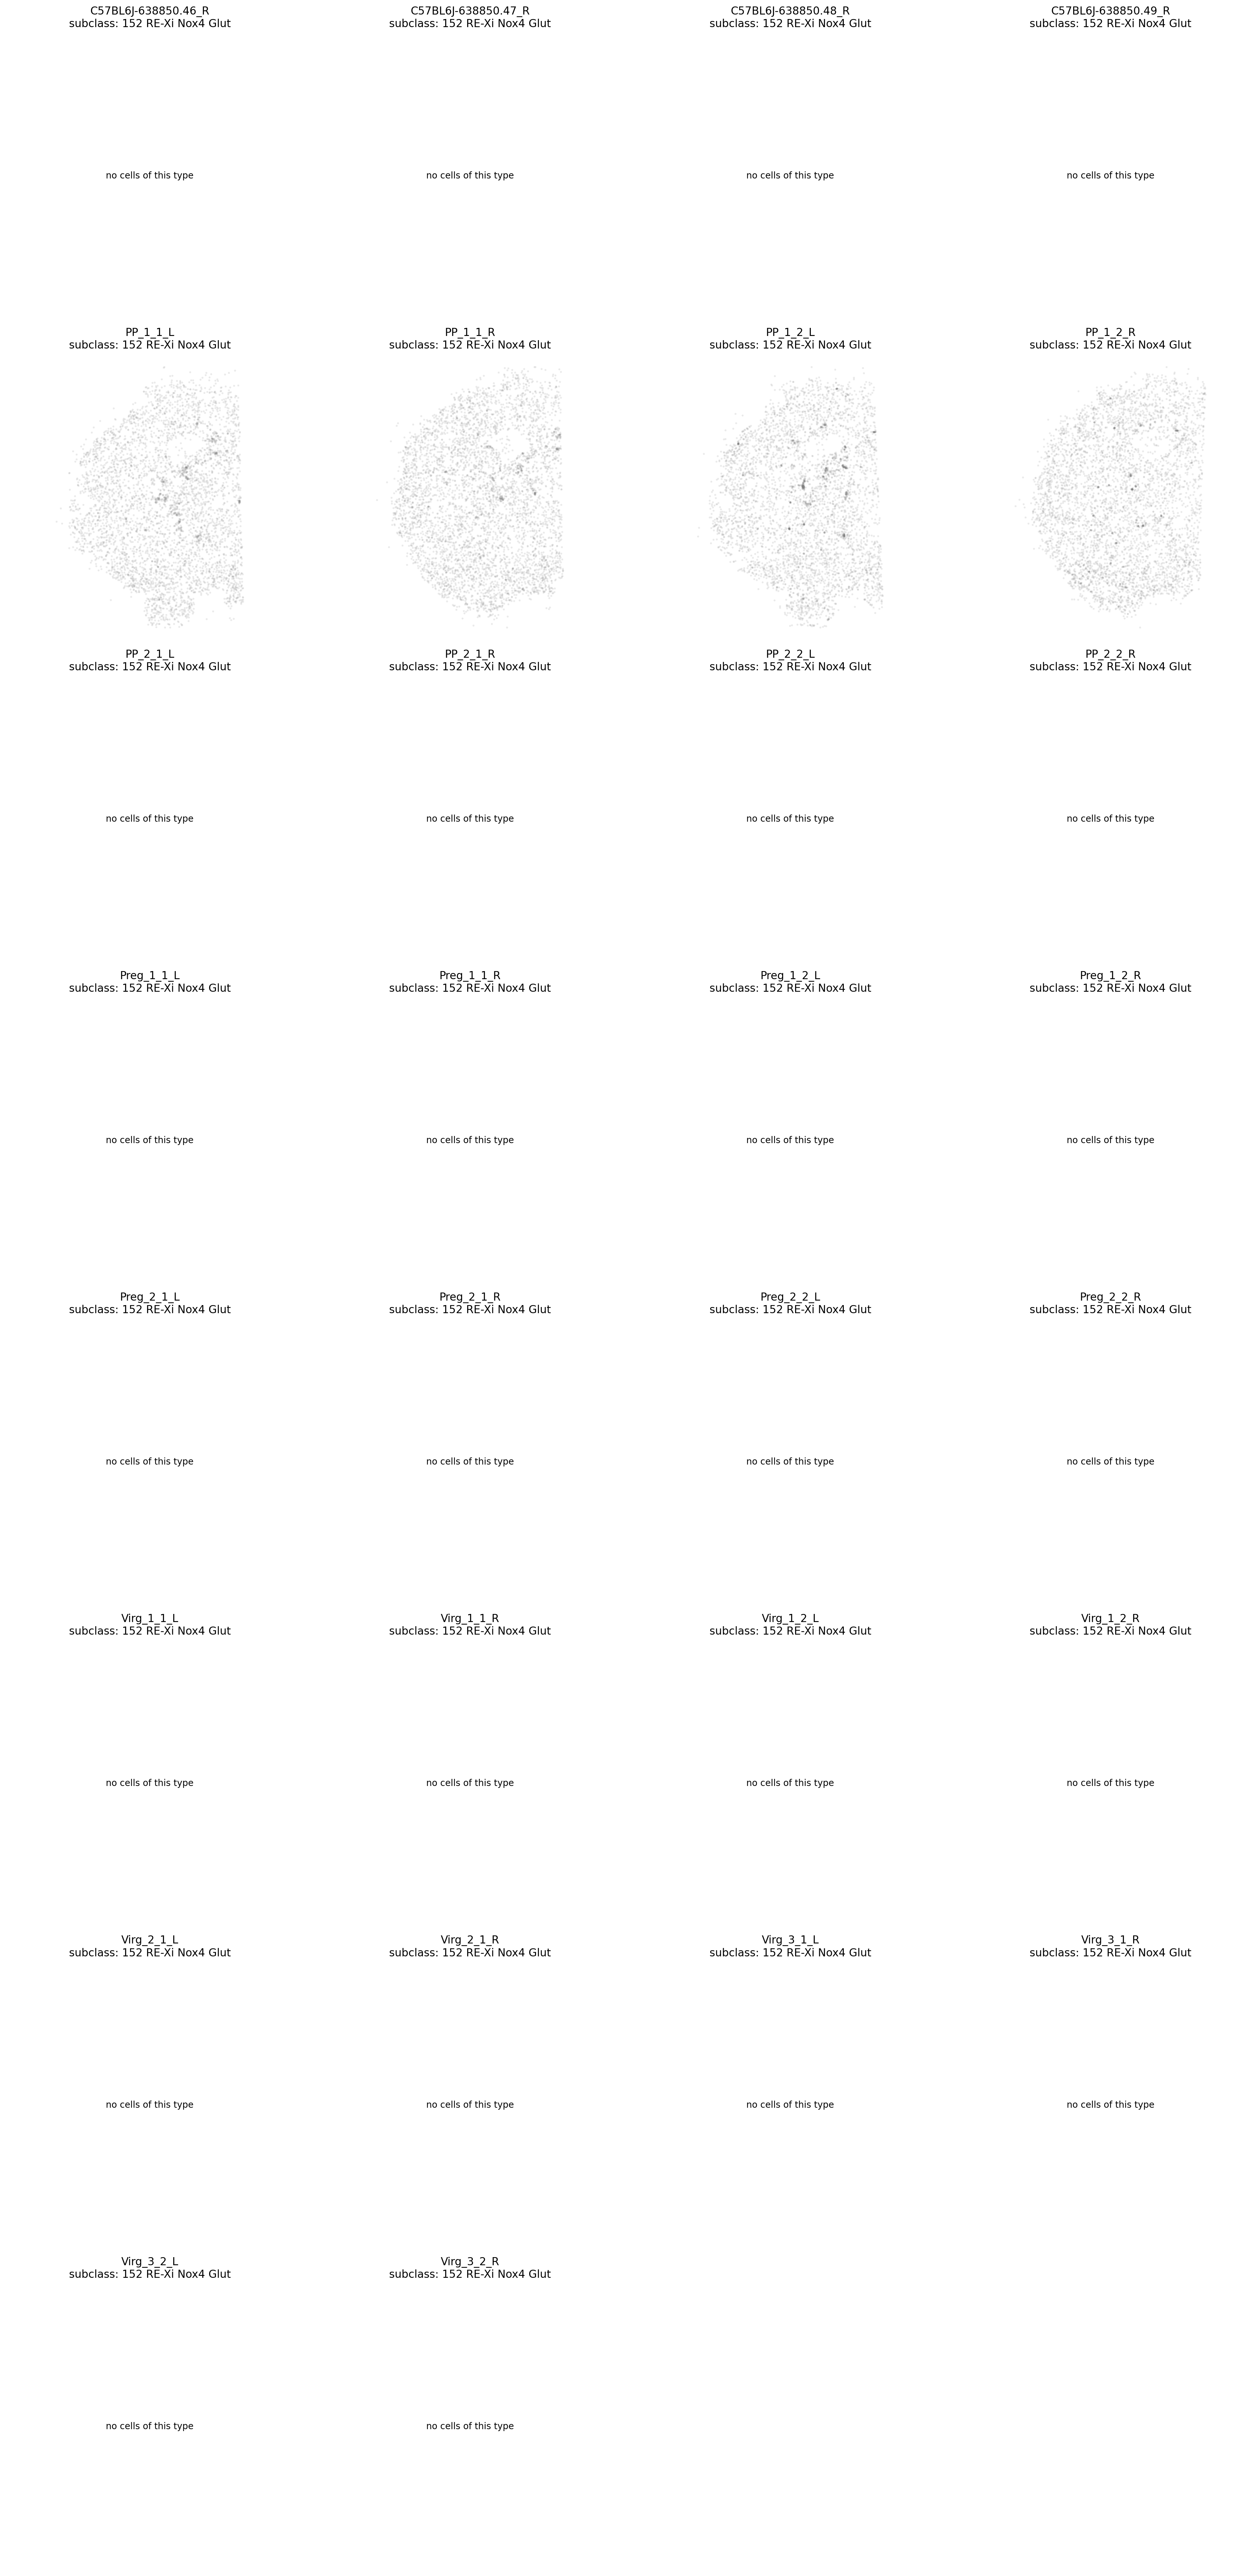 C57BL6J-638850.46_R
subclass: 152 RE-Xi Nox4 Glut
C57BL6J-638850.47_R
subclass: 152 RE-Xi Nox4 Glut
C57BL6J-638850.48_R
subclass: 152 RE-Xi Nox4 Glut
C57BL6J-638850.49_R
subclass: 152 RE-Xi Nox4 Glut
no cells of this type
no cells of this type
no cells of this type
no cells of this type
PP_1_1_L
subclass: 152 RE-Xi Nox4 Glut
PP_1_1_R
subclass: 152 RE-Xi Nox4 Glut
PP_1_2_L
subclass: 152 RE-Xi Nox4 Glut
PP_1_2_R
subclass: 152 RE-Xi Nox4 Glut
PP_2_1_L
subclass: 152 RE-Xi Nox4 Glut
PP_2_1_R
subclass: 152 RE-Xi Nox4 Glut
PP_2_2_L
subclass: 152 RE-Xi Nox4 Glut
PP_2_2_R
subclass: 152 RE-Xi Nox4 Glut
no cells of this type
no cells of this type
no cells of this type
no cells of this type
Preg_1_1_L
subclass: 152 RE-Xi Nox4 Glut
Preg_1_1_R
subclass: 152 RE-Xi Nox4 Glut
Preg_1_2_L
subclass: 152 RE-Xi Nox4 Glut
Preg_1_2_R
subclass: 152 RE-Xi Nox4 Glut
no cells of this type
no cells of this type
no cells of this type
no cells of this type
Preg_2_1_L
subclass: 152 RE-Xi Nox4 Glut
Preg_2_1_R
subclass: 152 RE-Xi Nox4 Glut
Preg_2_2_L
subclass: 152 RE-Xi Nox4 Glut
Preg_2_2_R
subclass: 152 RE-Xi Nox4 Glut
no cells of this type
no cells of this type
no cells of this type
no cells of this type
Virg_1_1_L
subclass: 152 RE-Xi Nox4 Glut
Virg_1_1_R
subclass: 152 RE-Xi Nox4 Glut
Virg_1_2_L
subclass: 152 RE-Xi Nox4 Glut
Virg_1_2_R
subclass: 152 RE-Xi Nox4 Glut
no cells of this type
no cells of this type
no cells of this type
no cells of this type
Virg_2_1_L
subclass: 152 RE-Xi Nox4 Glut
Virg_2_1_R
subclass: 152 RE-Xi Nox4 Glut
Virg_3_1_L
subclass: 152 RE-Xi Nox4 Glut
Virg_3_1_R
subclass: 152 RE-Xi Nox4 Glut
no cells of this type
no cells of this type
no cells of this type
no cells of this type
Virg_3_2_L
subclass: 152 RE-Xi Nox4 Glut
Virg_3_2_R
subclass: 152 RE-Xi Nox4 Glut
no cells of this type
no cells of this type